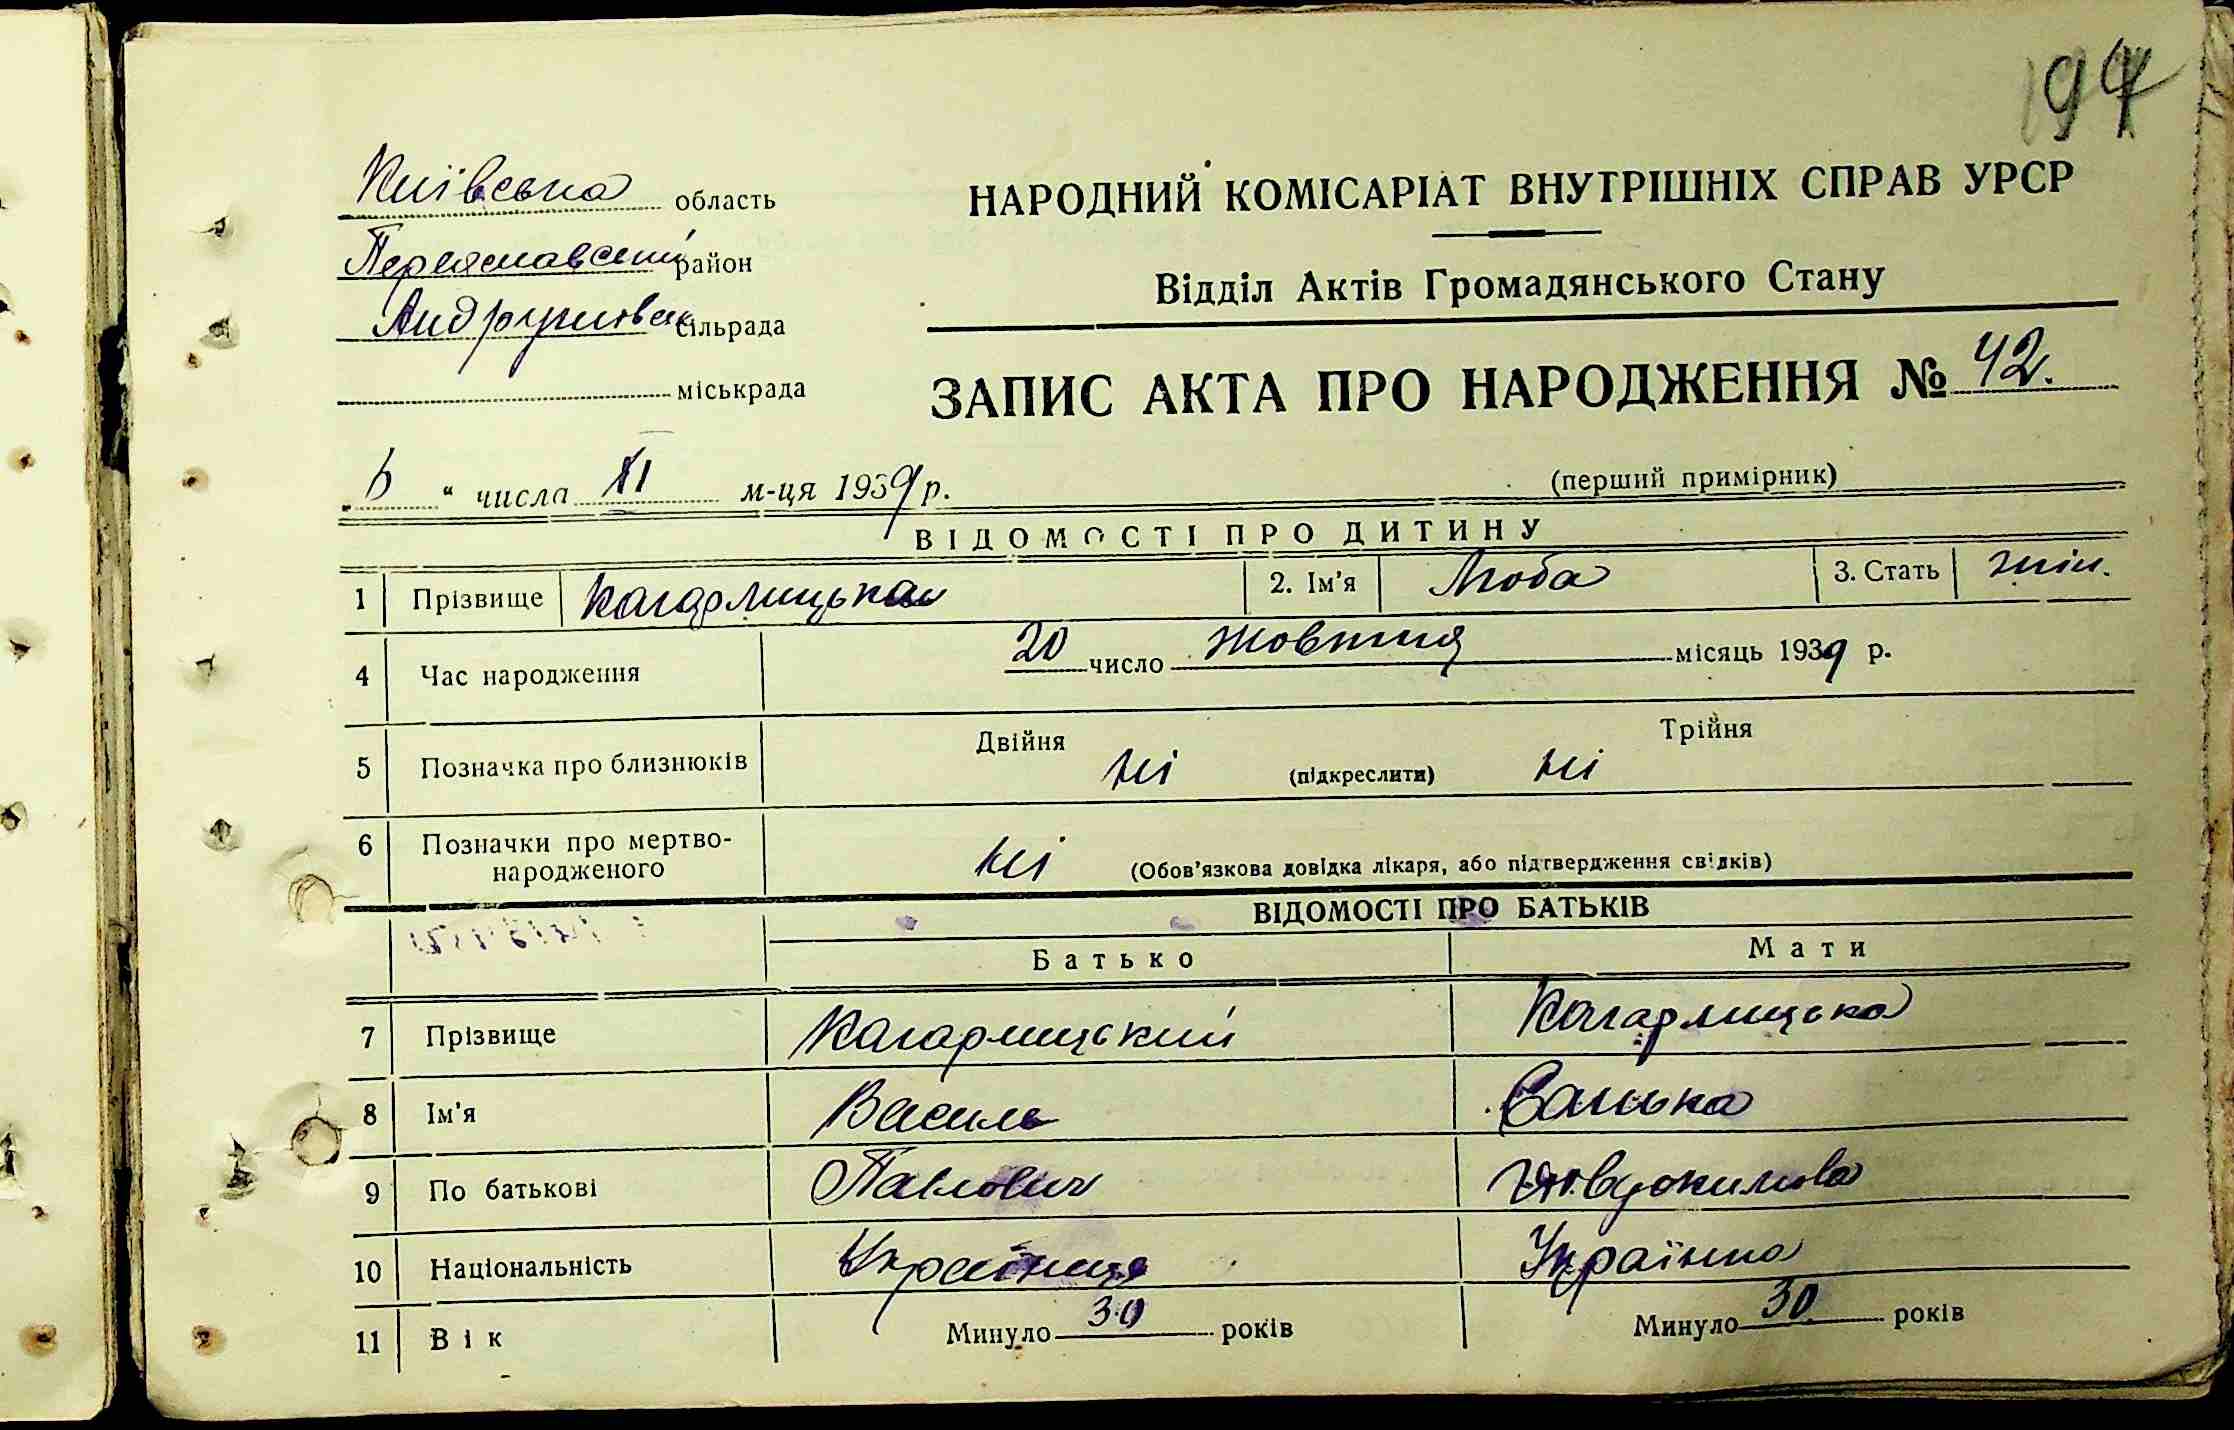 197
Київська область
Переяславський район
Андрушівск сільрада
міськрада
НАРОДНИЙ КОМІСАРІАТ ВНУТРІШНІХ СПРАВ УРСР
Відділ Актів Громадянського Стану
ЗАПИС АКТА ПРО НАРОДЖЕННЯ № 42.
„6“ числа XI м-ця 1939 р.
(перший примірник)
ВІДОМОСТІ ПРО ДИТИНУ
1 Прізвище Кагарлицька 2. Ім'я Люба 3. Стать жін.
4 Час народження 20 число жовтня місяць 1939 р.
5 Позначка про близнюків Двійня ні (підкреслити) Трійня ні
6 Позначки про мертво-
народженого ні (Обов'язкова довідка лікаря, або підтвердження свідків)
ВІДОМОСТІ ПРО БАТЬКІВ
Батько Мати
7 Прізвище Кагарлицький Кагарлицька
8 Ім'я Василь Санька
9 По батькові Павлович
10 Національність Українець Українка
11 Вік Минуло 30 років Минуло 30 років